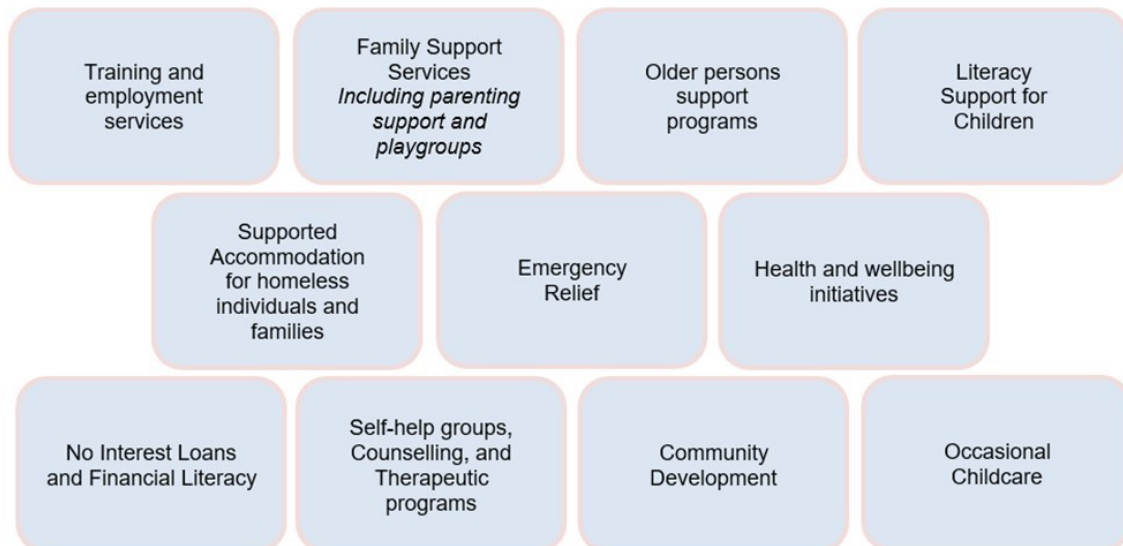 Training and
employment
services
Family Support
Services
Including parenting
support and
playgroups
Older persons
support
programs
Literacy
Support for
Children
Supported
Accommodation
for homeless
individuals and
families
Emergency
Relief
Health and wellbeing
initiatives
No Interest Loans
and Financial Literacy
Self-help groups,
Counselling, and
Therapeutic
programs
Community
Development
Occasional
Childcare